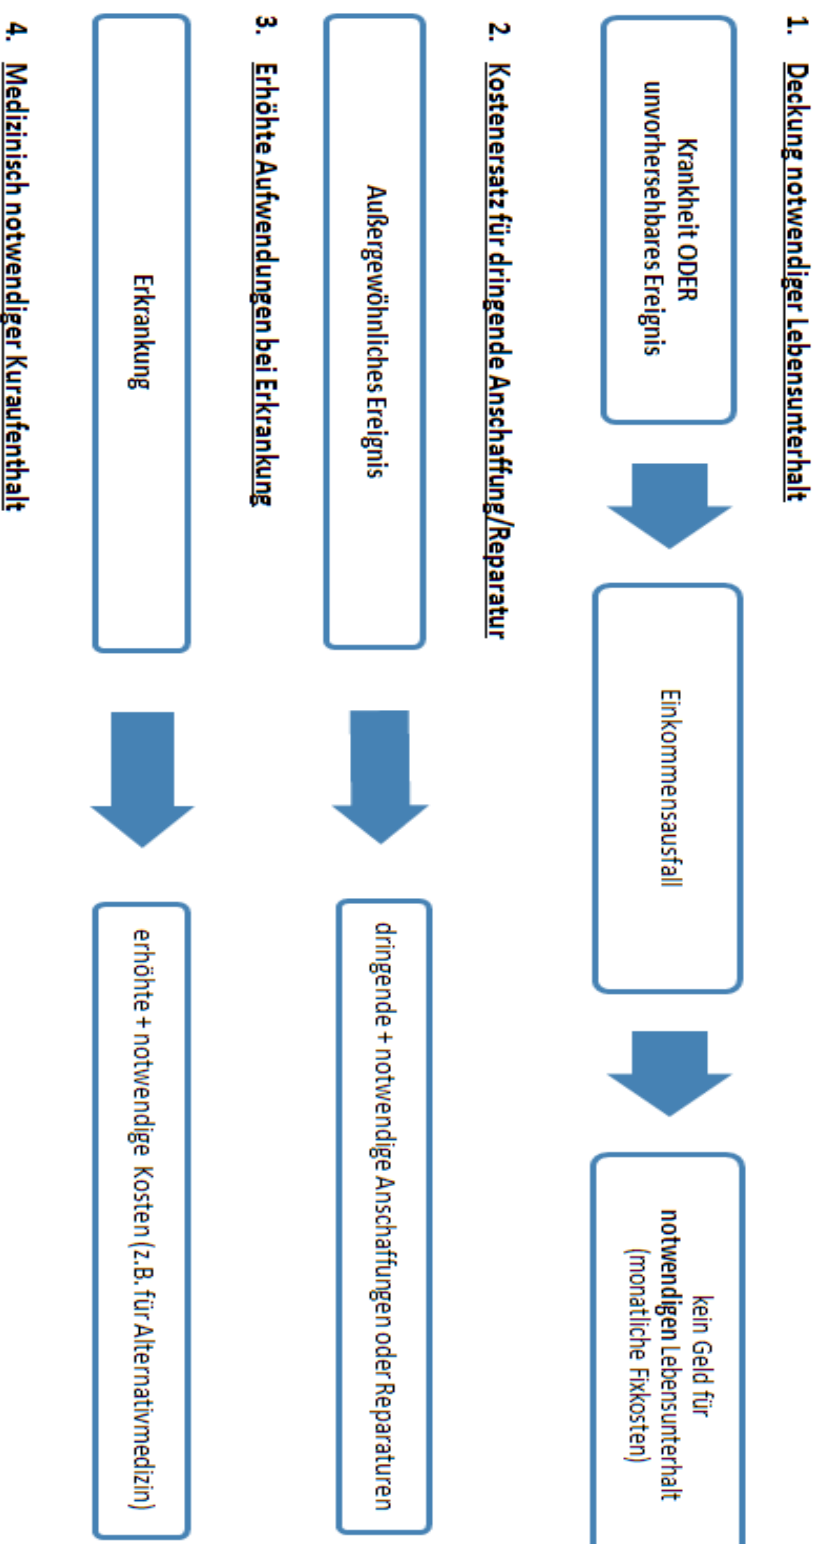 1. Deckung notwendiger Lebensunterhalt
Krankheit ODER
unvorhersehbares Ereignis
Einkommensausfall
kein Geld für
notwendigen Lebensunterhalt
(monatliche Fixkosten)
2. Kostenersatz für dringende Anschaffung/Reparatur
Außergewöhnliches Ereignis
dringende + notwendige Anschaffungen oder Reparaturen
3. Erhöhte Aufwendungen bei Erkrankung
Erkrankung
erhöhte + notwendige Kosten (z.B. für Alternativmedizin)
4. Medizinisch notwendiger Kuraufenthalt